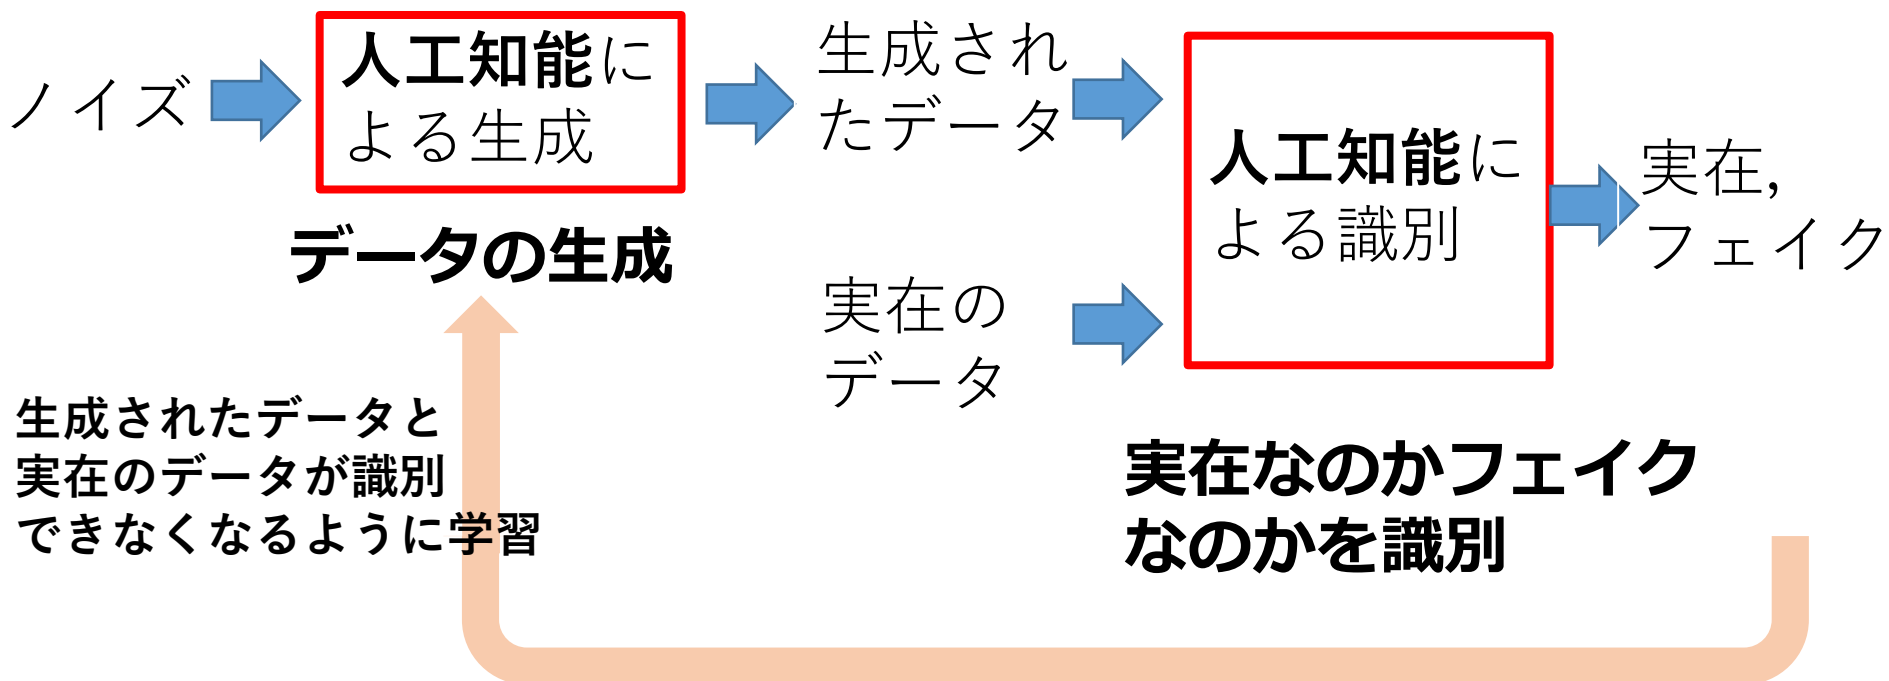 ノイズ
人工知能に
よる生成
データの生成
生成され
たデータ
実在の
データ
人工知能に
よる識別
実在,
フェイク
実在なのかフェイク
なのかを識別
生成されたデータと
実在のデータが識別
できなくなるように学習